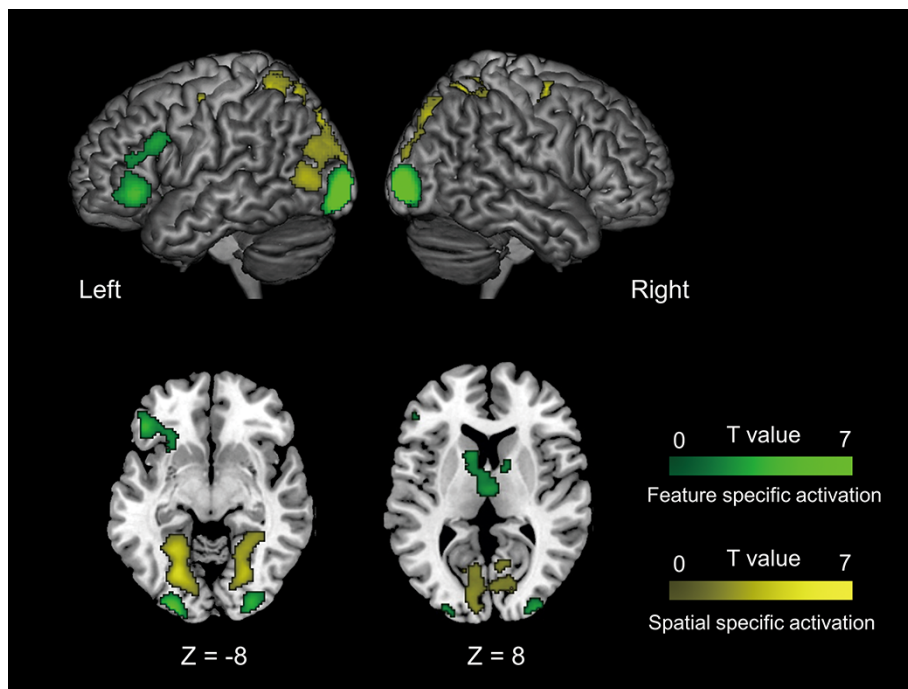 Left
Right
0 T value 7
Feature specific activation
0 T value 7
Spatial specific activation
Z = -8
Z = 8